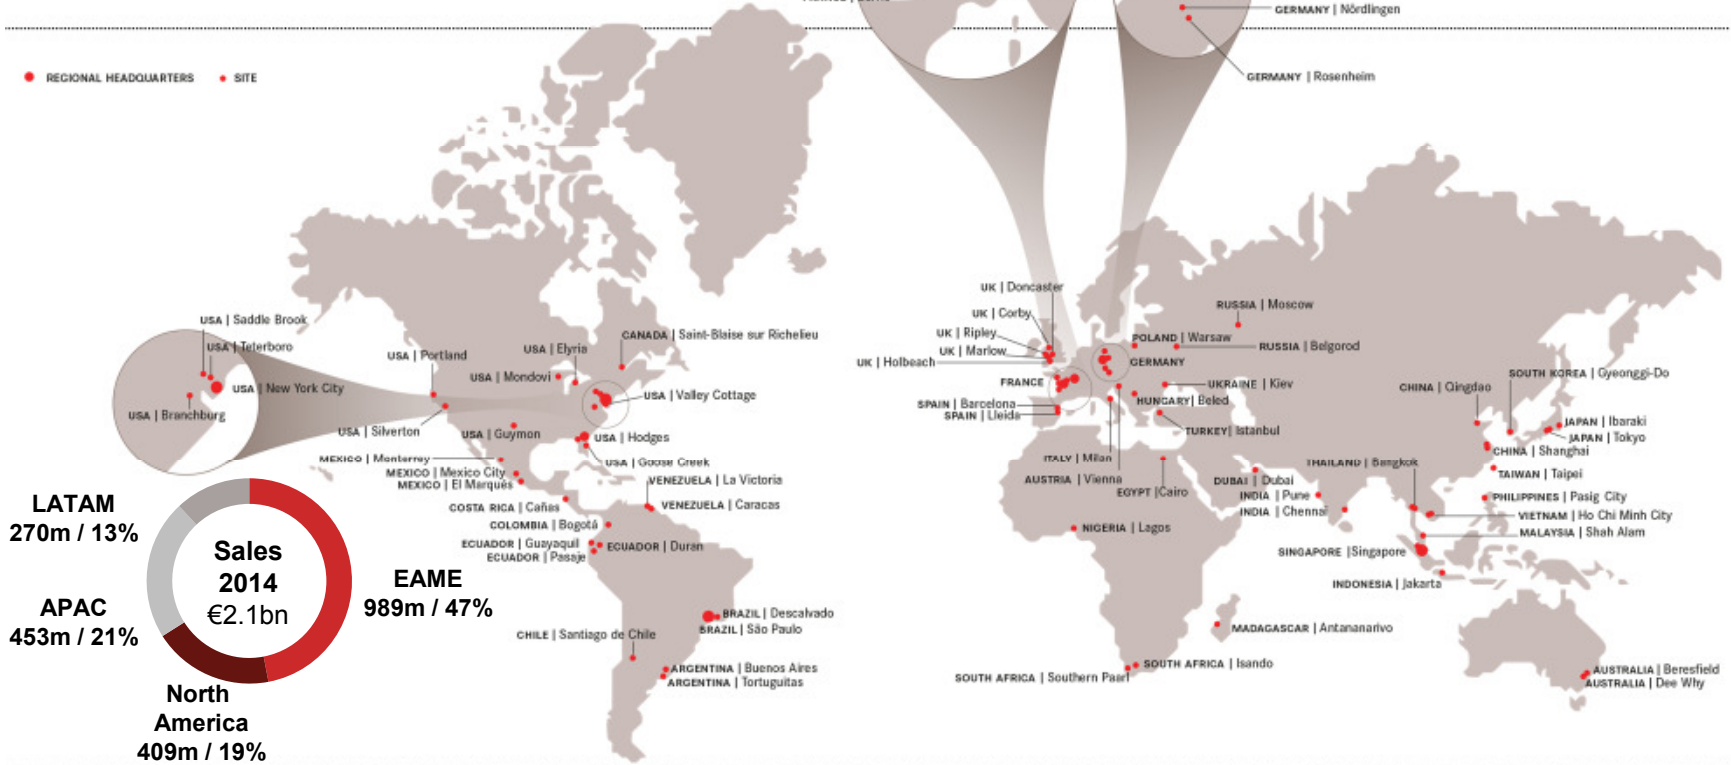 GERMANY | Nördlingen
REGIONAL HEADQUARTERS
SITE
GERMANY | Rosenheim
UK | Doncaster
RUSSIA | Moscow
UK | Corby
USA | Saddle Brook
UK | Ripley
CANADA | Saint-Blaise sur Richelieu
POLAND | Warsaw
USA | Teterboro
RUSSIA | Belgorod
USA | Elyria
UK | Marlow
USA | Portland
UK | Holbeach
GERMANY
SOUTH KOREA | Gyeonggi-Do
USA | Mondovi
FRANCE
UKRAINE | Kiev
CHINA | Qingdao
USA | New York City
USA | Valley Cottage
HUNGARY | Beled
SPAIN | Barcelona
USA | Branchburg
SPAIN | Lleida
JAPAN | Ibaraki
USA | Silverton
USA | Guymon
USA | Hodges
TURKEY | Istanbul
JAPAN | Tokyo
CHINA | Shanghai
MEXICO | Monterrey
USA | Goose Creek
ITALY | Milan
THAILAND | Bangkok
MEXICO | Mexico City
TAIWAN | Taipei
MEXICO | El Marqués
VENEZUELA | La Victoria
AUSTRIA | Vienna
DUBAI | Dubai
EGYPT | Cairo
INDIA | Pune
PHILIPPINES | Pasig City
LATAM
270m / 13%
COSTA RICA | Cañas
VENEZUELA | Caracas
INDIA | Chennai
VIETNAM | Ho Chi Minh City
COLOMBIA | Bogotá
NIGERIA | Lagos
MALAYSIA | Shah Alam
ECUADOR | Guayaquil
ECUADOR | Duran
ECUADOR | Pasaje
SINGAPORE | Singapore
Sales
2014
€2.1bn
EAME
989m / 47%
INDONESIA | Jakarta
APAC
453m / 21%
BRAZIL | Descalvado
BRAZIL | São Paulo
CHILE | Santiago de Chile
MADAGASCAR | Antananarivo
ARGENTINA | Buenos Aires
ARGENTINA | Tortuguitas
SOUTH AFRICA | Isando
SOUTH AFRICA | Southern Paarl
AUSTRALIA | Beresfield
AUSTRALIA | Dee Why
North
America
409m / 19%